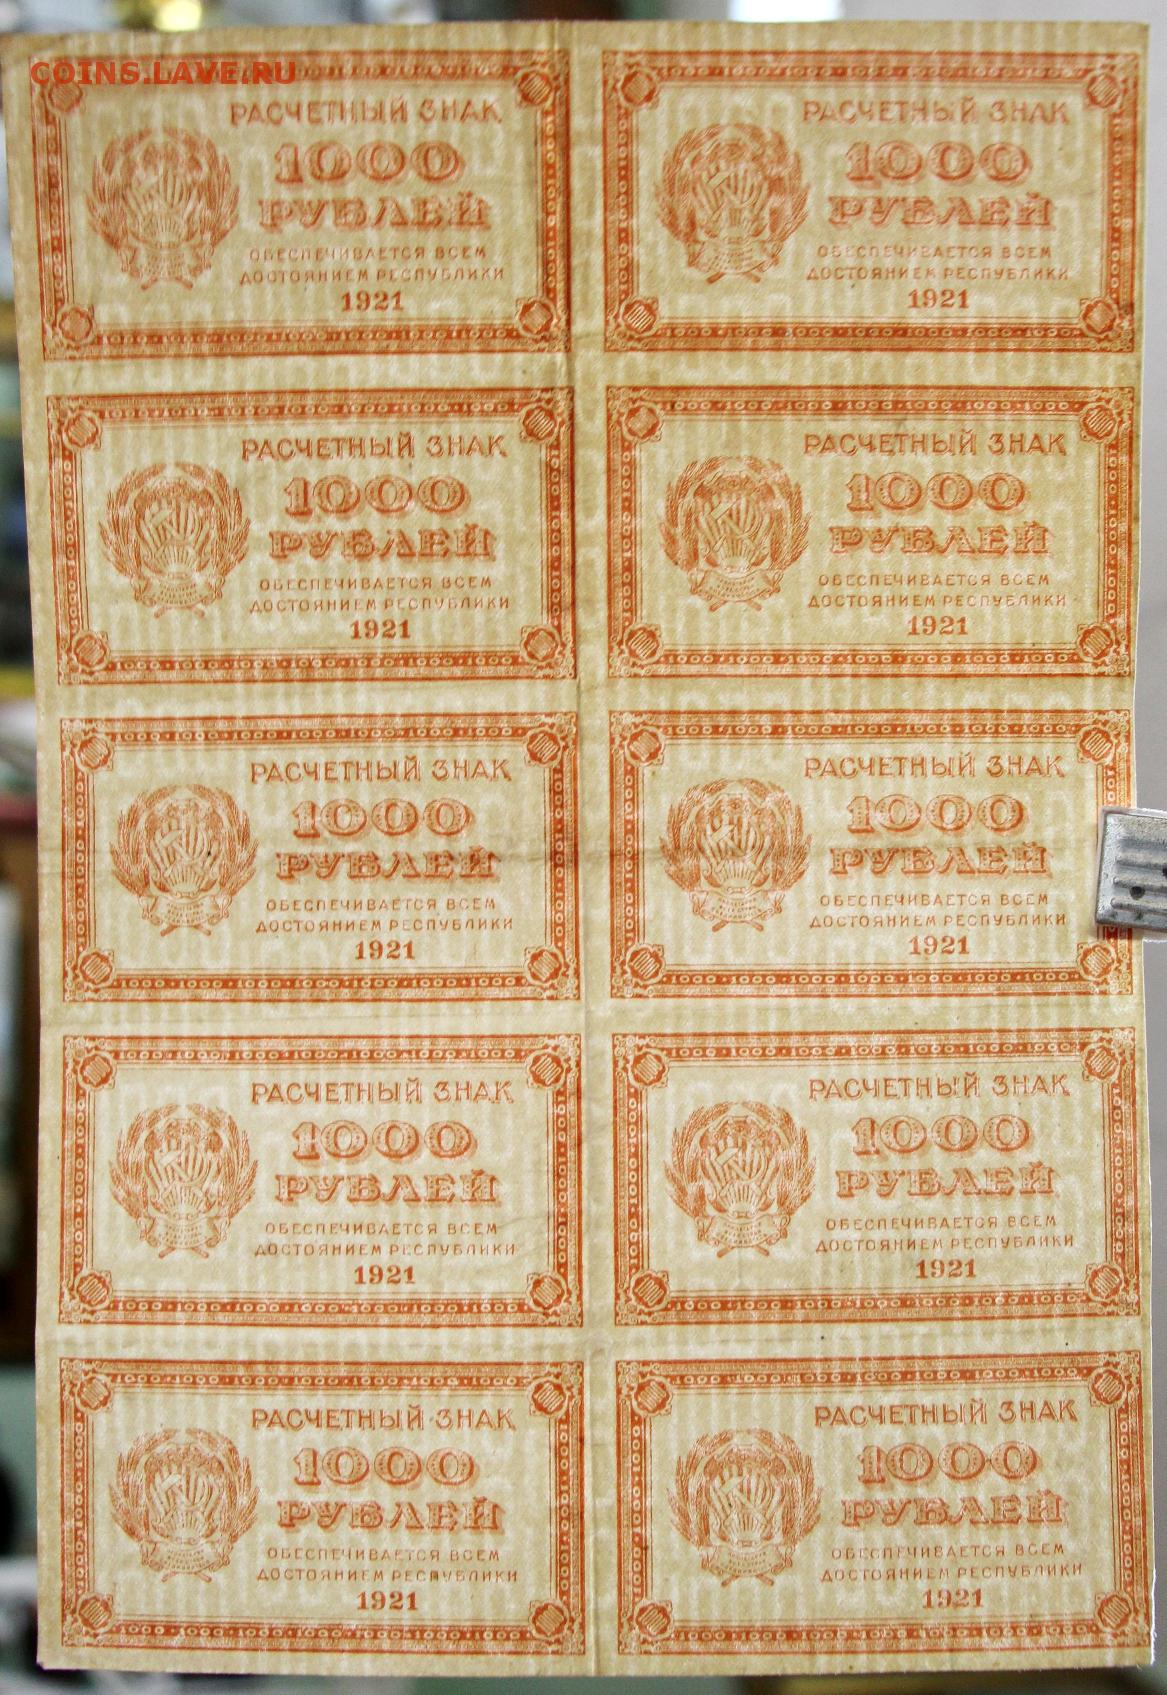 COINS.LAVE.RU
РАСЧЕТНЫЙ ЗНАК
1000
РУБЛЕЙ
ОБЕСПЕЧИВАЕТСЯ ВСЕМ
ДОСТОЯНИЕМ РЕСПУБЛИКИ
1921
РАСЧЕТНЫЙ ЗНАК
1000
РУБЛЕЙ
ОБЕСПЕЧИВАЕТСЯ ВСЕМ
ДОСТОЯНИЕМ РЕСПУБЛИКИ
1921
РАСЧЕТНЫЙ ЗНАК
1000
РУБЛЕЙ
ОБЕСПЕЧИВАЕТСЯ ВСЕМ
ДОСТОЯНИЕМ РЕСПУБЛИКИ
1921
РАСЧЕТНЫЙ ЗНАК
1000
РУБЛЕЙ
ОБЕСПЕЧИВАЕТСЯ ВСЕМ
ДОСТОЯНИЕМ РЕСПУБЛИКИ
1921
РАСЧЕТНЫЙ ЗНАК
1000
РУБЛЕЙ
ОБЕСПЕЧИВАЕТСЯ ВСЕМ
ДОСТОЯНИЕМ РЕСПУБЛИКИ
1921
РАСЧЕТНЫЙ ЗНАК
1000
РУБЛЕЙ
ОБЕСПЕЧИВАЕТСЯ ВСЕМ
ДОСТОЯНИЕМ РЕСПУБЛИКИ
1921
РАСЧЕТНЫЙ ЗНАК
1000
РУБЛЕЙ
ОБЕСПЕЧИВАЕТСЯ ВСЕМ
ДОСТОЯНИЕМ РЕСПУБЛИКИ
1921
РАСЧЕТНЫЙ ЗНАК
1000
РУБЛЕЙ
ОБЕСПЕЧИВАЕТСЯ ВСЕМ
ДОСТОЯНИЕМ РЕСПУБЛИКИ
1921
РАСЧЕТНЫЙ ЗНАК
1000
РУБЛЕЙ
ОБЕСПЕЧИВАЕТСЯ ВСЕМ
ДОСТОЯНИЕМ РЕСПУБЛИКИ
1921
РАСЧЕТНЫЙ ЗНАК
1000
РУБЛЕЙ
ОБЕСПЕЧИВАЕТСЯ ВСЕМ
ДОСТОЯНИЕМ РЕСПУБЛИКИ
1921